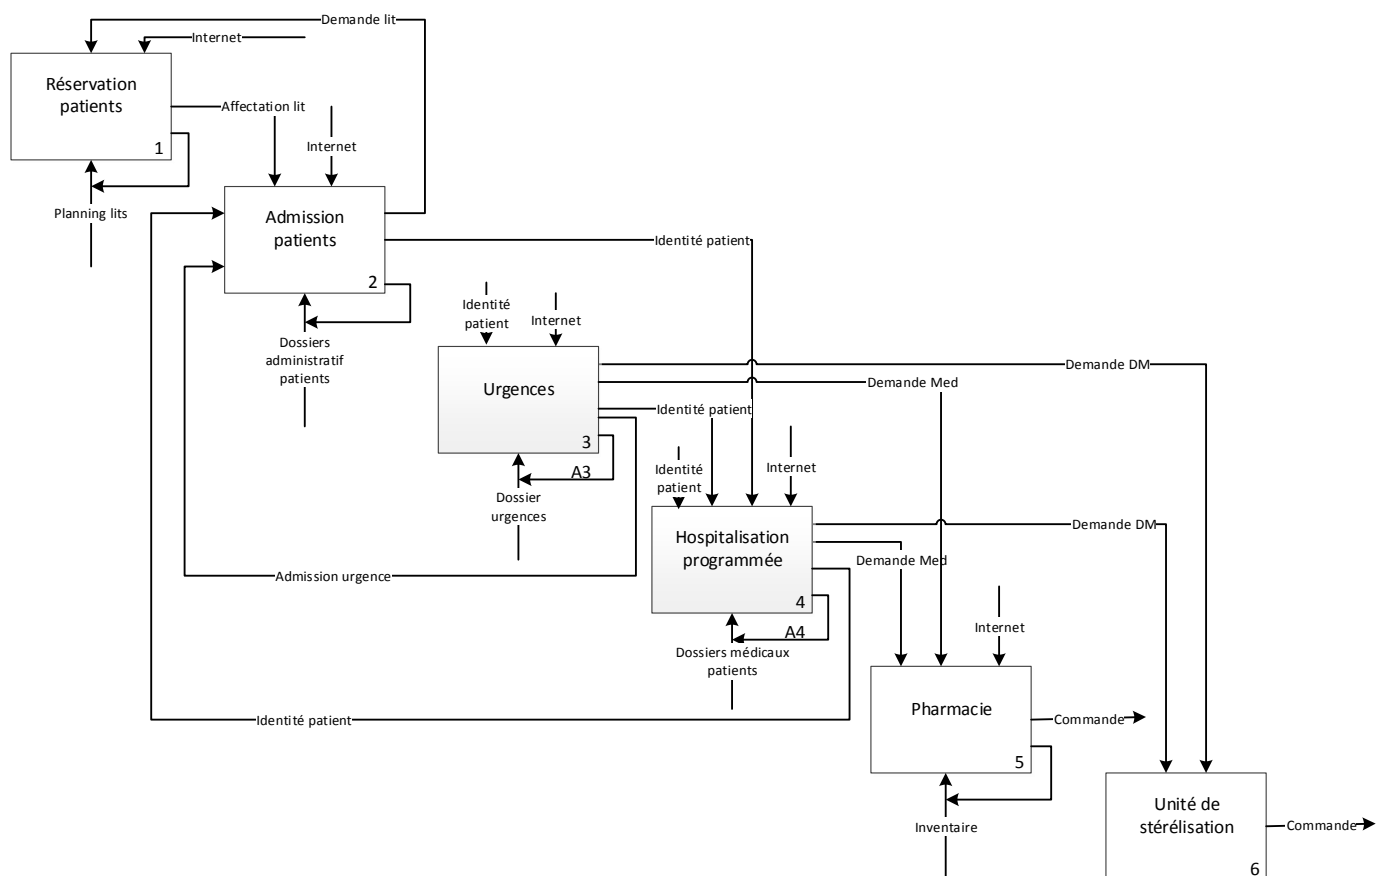 Demande lit
Internet
Réservation
patients
1
Affectation lit
Internet
Planning lits
Admission
patients
2
Identité patient
Dossiers
administratif
patients
Identité
patient
Internet
Urgences
3
Demande DM
Demande Med
Identité patient
A3
Dossier
urgences
Identité
patient
Internet
Hospitalisation
programmée
4
Demande DM
Demande Med
Admission urgence
A4
Dossiers médicaux
patients
Internet
Identité patient
Pharmacie
5
Commande
Inventaire
Unité de
stérélisation
6
Commande